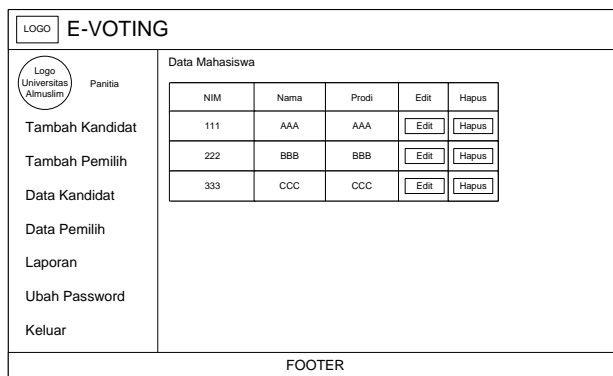 LOGO E-VOTING
Logo
Universitas
Almuslim
Panitia
Tambah Kandidat
Tambah Pemilih
Data Kandidat
Data Pemilih
Laporan
Ubah Password
Keluar
Data Mahasiswa
NIM Nama Prodi Edit Hapus
111 AAA AAA Edit Hapus
222 BBB BBB Edit Hapus
333 CCC CCC Edit Hapus
FOOTER